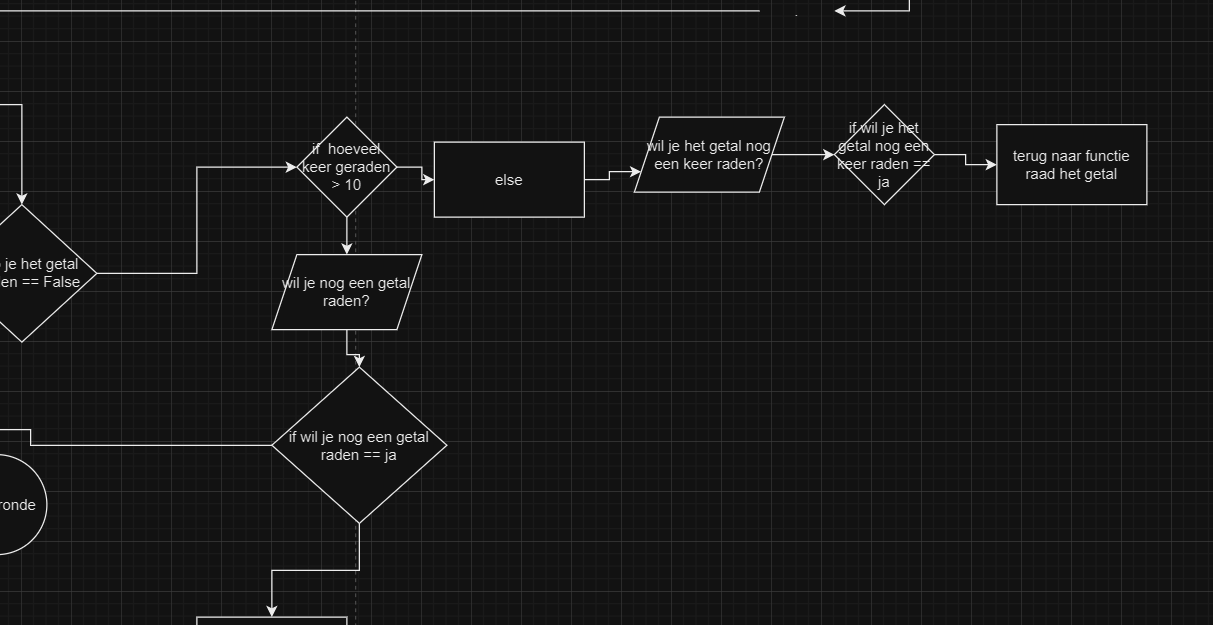 if hoeveel
keer geraden
> 10
else
wil je het getal nog
een keer raden?
if wil je het
getal nog een
keer raden ==
ja
terug naar functie
raad het getal
je het getal
en == False
wil je nog een getal
raden?
if wil je nog een getal
raden == ja
ronde